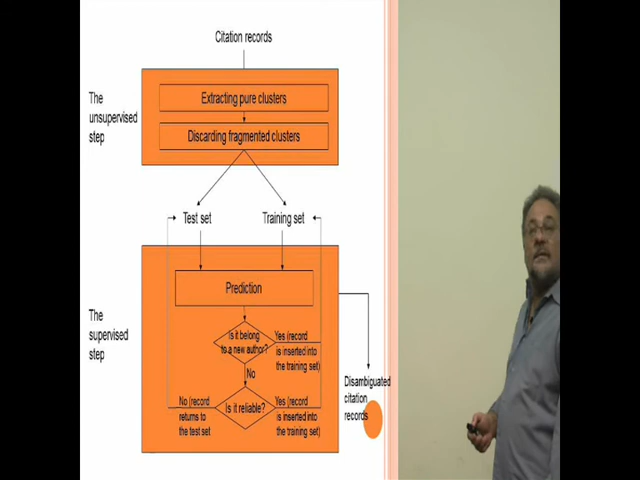 Citation records
The
unsupervised
step
Extracting pure clusters
Discarding fragmented clusters
Test set
Training set
The
supervised
step
Prediction
Is it belong
to a new author?
Yes (record
is inserted into
the training set)
No
Is it reliable?
No (record
returns to
the test set
Yes (record
is inserted into
the training set)
Disambiguated
citation
records